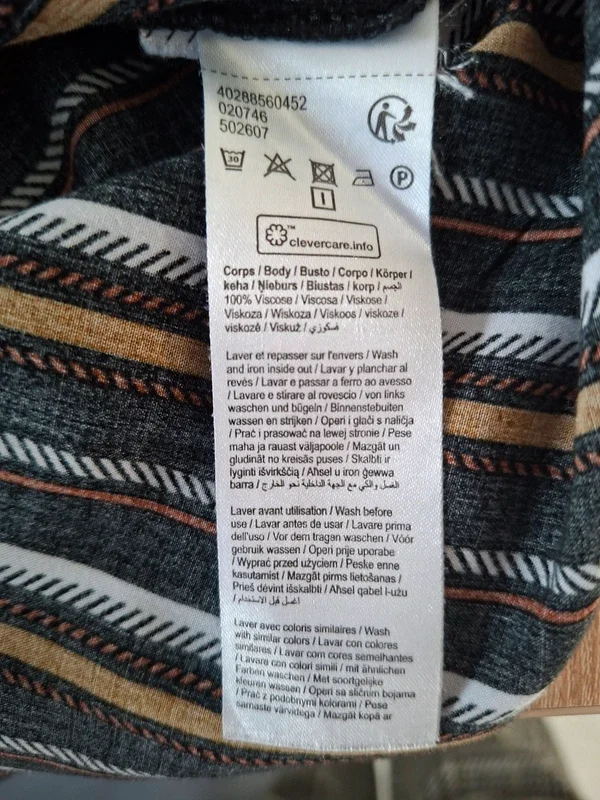 40288560452
020746
502607
30
P
clevercare.info
Corps / Body / Busto / Corpo / Körper /
keha / Ņieburs / Biustas / korp / الجسم
100% Viscose / Viscosa / Viskose /
Viskoza / Wiskoza / Viskoos / viskoze /
viskozė / Viskuż / فسكوزي
Laver et repasser sur l'envers / Wash
and iron inside out / Lavar y planchar al
revés / Lavar e passar a ferro ao avesso
/ Lavare e stirare al rovescio / von links
waschen und bügeln / Binnenstebuiten
wassen en strijken / Operi i glači s naličja
/ Prać i prasować na lewej stronie / Pese
maha ja rauast väljapoole / Mazgāt un
gludināt no kreisās puses / Skalbti ir
lyginti išvirkščią / Aħsel u iron ġewwa
barra / الغسل والكي مع الجهة الداخلية نحو الخارج /
Laver avant utilisation / Wash before
use / Lavar antes de usar / Lavare prima
dell'uso / Vor dem tragen waschen / Vóór
gebruik wassen / Operi prije uporabe
/ Wyprać przed użyciem / Peske enne
kasutamist / Mazgāt pirms lietošanas /
Prieš dėvint išskalbti / Aħsel qabel l-użu
/ اغسل قبل الاستخدام /
Laver avec coloris similaires / Wash
with similar colors / Lavar con colores
similares / Lavar com cores semelhantes
/ Lavare con colori simili / mit ähnlichen
Farben waschen / Met soortgelijke
kleuren wassen / Operi sa sličnim bojama
/ Prać z podobnymi kolorami / Pese
samaste värvidega / Mazgāt kopā ar